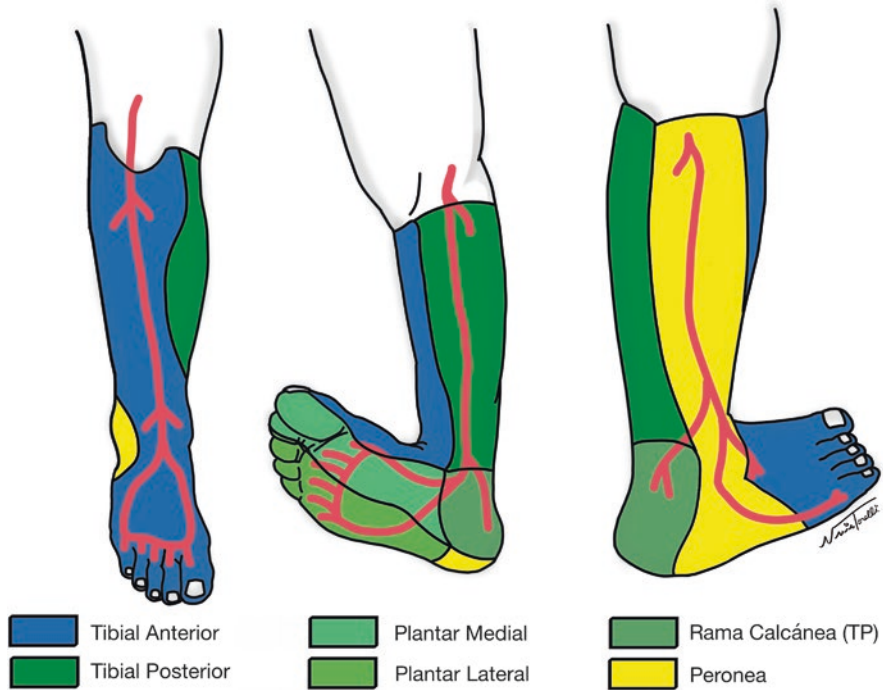 Tibial Anterior
Plantar Medial
Rama Calcánea (TP)
Tibial Posterior
Plantar Lateral
Peronea